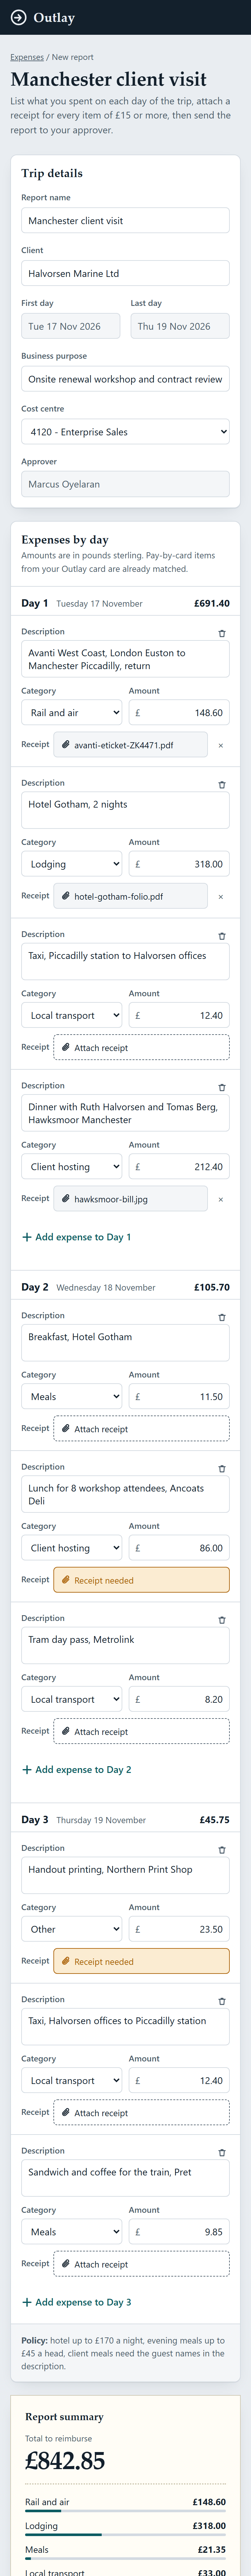 Outlay
Expenses / New report
Manchester client visit
List what you spent on each day of the trip, attach a
receipt for every item of £15 or more, then send the
report to your approver.
Trip details
Report name
Manchester client visit
Client
Halvorsen Marine Ltd
First day
Last day
Tue 17 Nov 2026
Thu 19 Nov 2026
Business purpose
Onsite renewal workshop and contract review
Cost centre
4120 - Enterprise Sales
Approver
Marcus Oyelaran
Expenses by day
Amounts are in pounds sterling. Pay-by-card items
from your Outlay card are already matched.
Day 1 Tuesday 17 November £691.40
Description
Avanti West Coast, London Euston to
Manchester Piccadilly, return
Category Amount
Rail and air £ 148.60
Receipt avanti-eticket-ZK4471.pdf ×
Description
Hotel Gotham, 2 nights
Category Amount
Lodging £ 318.00
Receipt hotel-gotham-folio.pdf ×
Description
Taxi, Piccadilly station to Halvorsen offices
Category Amount
Local transport £ 12.40
Receipt Attach receipt
Description
Dinner with Ruth Halvorsen and Tomas Berg,
Hawksmoor Manchester
Category Amount
Client hosting £ 212.40
Receipt hawksmoor-bill.jpg ×
+ Add expense to Day 1
Day 2 Wednesday 18 November £105.70
Description
Breakfast, Hotel Gotham
Category Amount
Meals £ 11.50
Receipt Attach receipt
Description
Lunch for 8 workshop attendees, Ancoats
Deli
Category Amount
Client hosting £ 86.00
Receipt Receipt needed
Description
Tram day pass, Metrolink
Category Amount
Local transport £ 8.20
Receipt Attach receipt
+ Add expense to Day 2
Day 3 Thursday 19 November £45.75
Description
Handout printing, Northern Print Shop
Category Amount
Other £ 23.50
Receipt Receipt needed
Description
Taxi, Halvorsen offices to Piccadilly station
Category Amount
Local transport £ 12.40
Receipt Attach receipt
Description
Sandwich and coffee for the train, Pret
Category Amount
Meals £ 9.85
Receipt Attach receipt
+ Add expense to Day 3
Policy: hotel up to £170 a night, evening meals up to
£45 a head, client meals need the guest names in the
description.
Report summary
Total to reimburse
£842.85
Rail and air £148.60
Lodging £318.00
Meals £21.35
Local transport £33.00